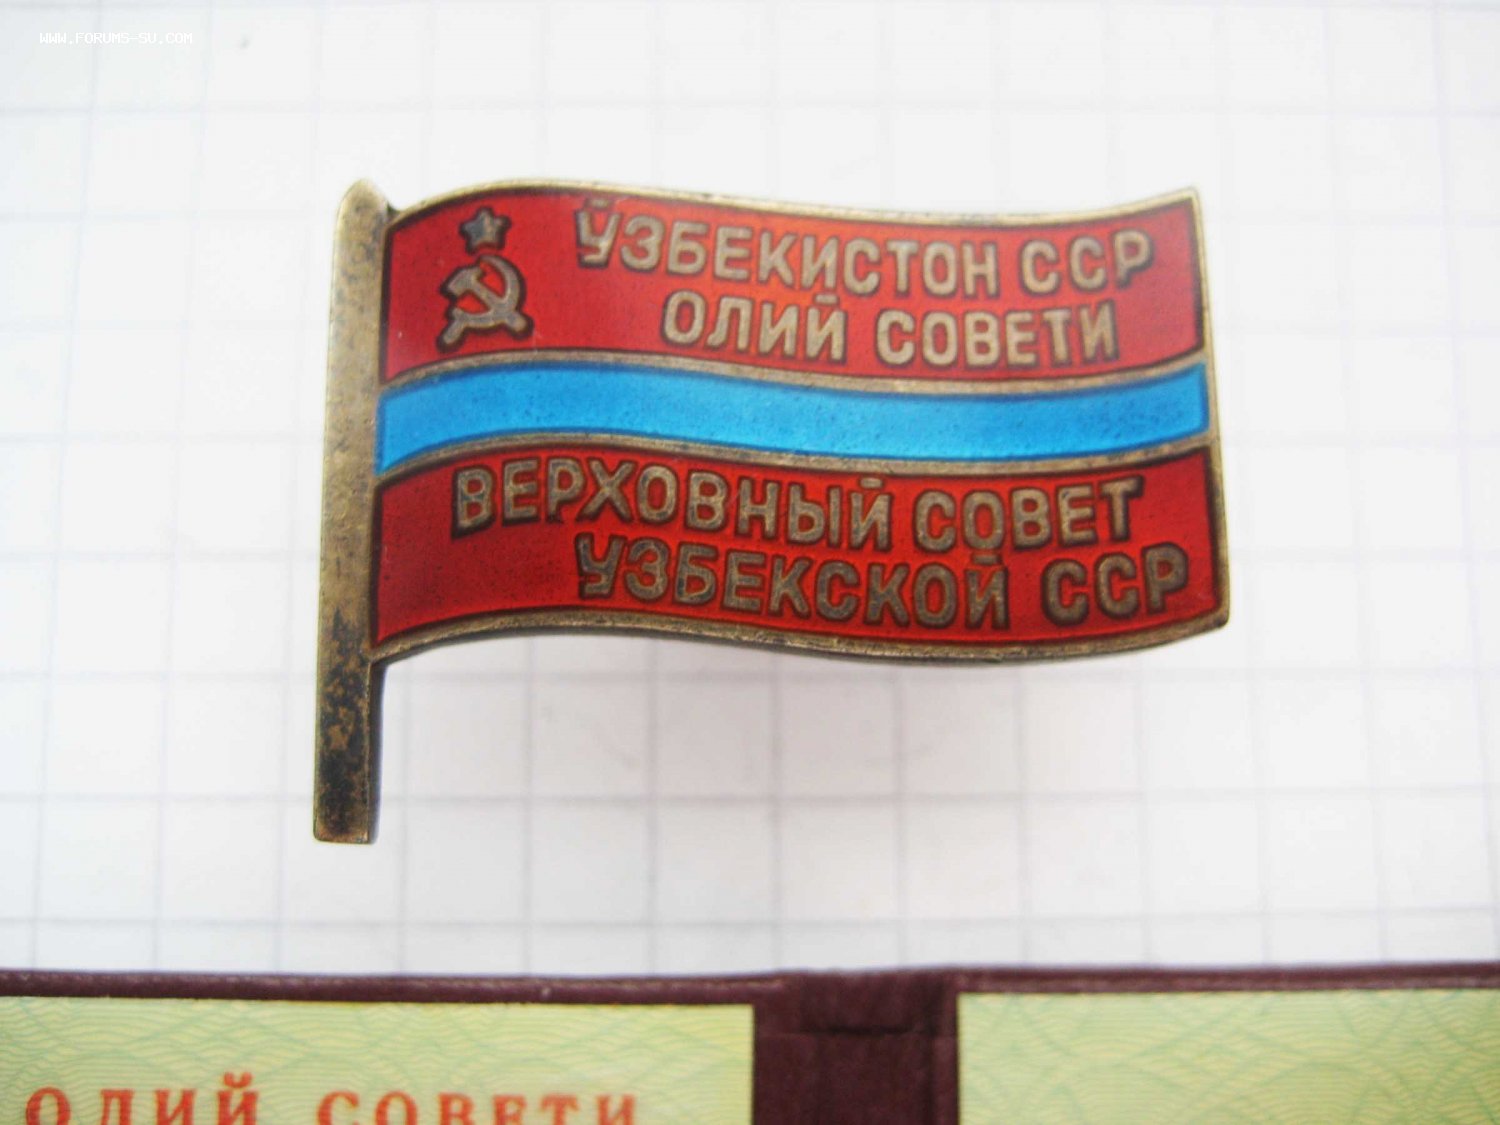 WWW.FORUMS-SU.COM
ЎЗБЕКИСТОН ССР
ОЛИЙ СОВЕТИ
ВЕРХОВНЫЙ СОВЕТ
УЗБЕКСКОЙ ССР
ОЛИЙ СОВЕТИ